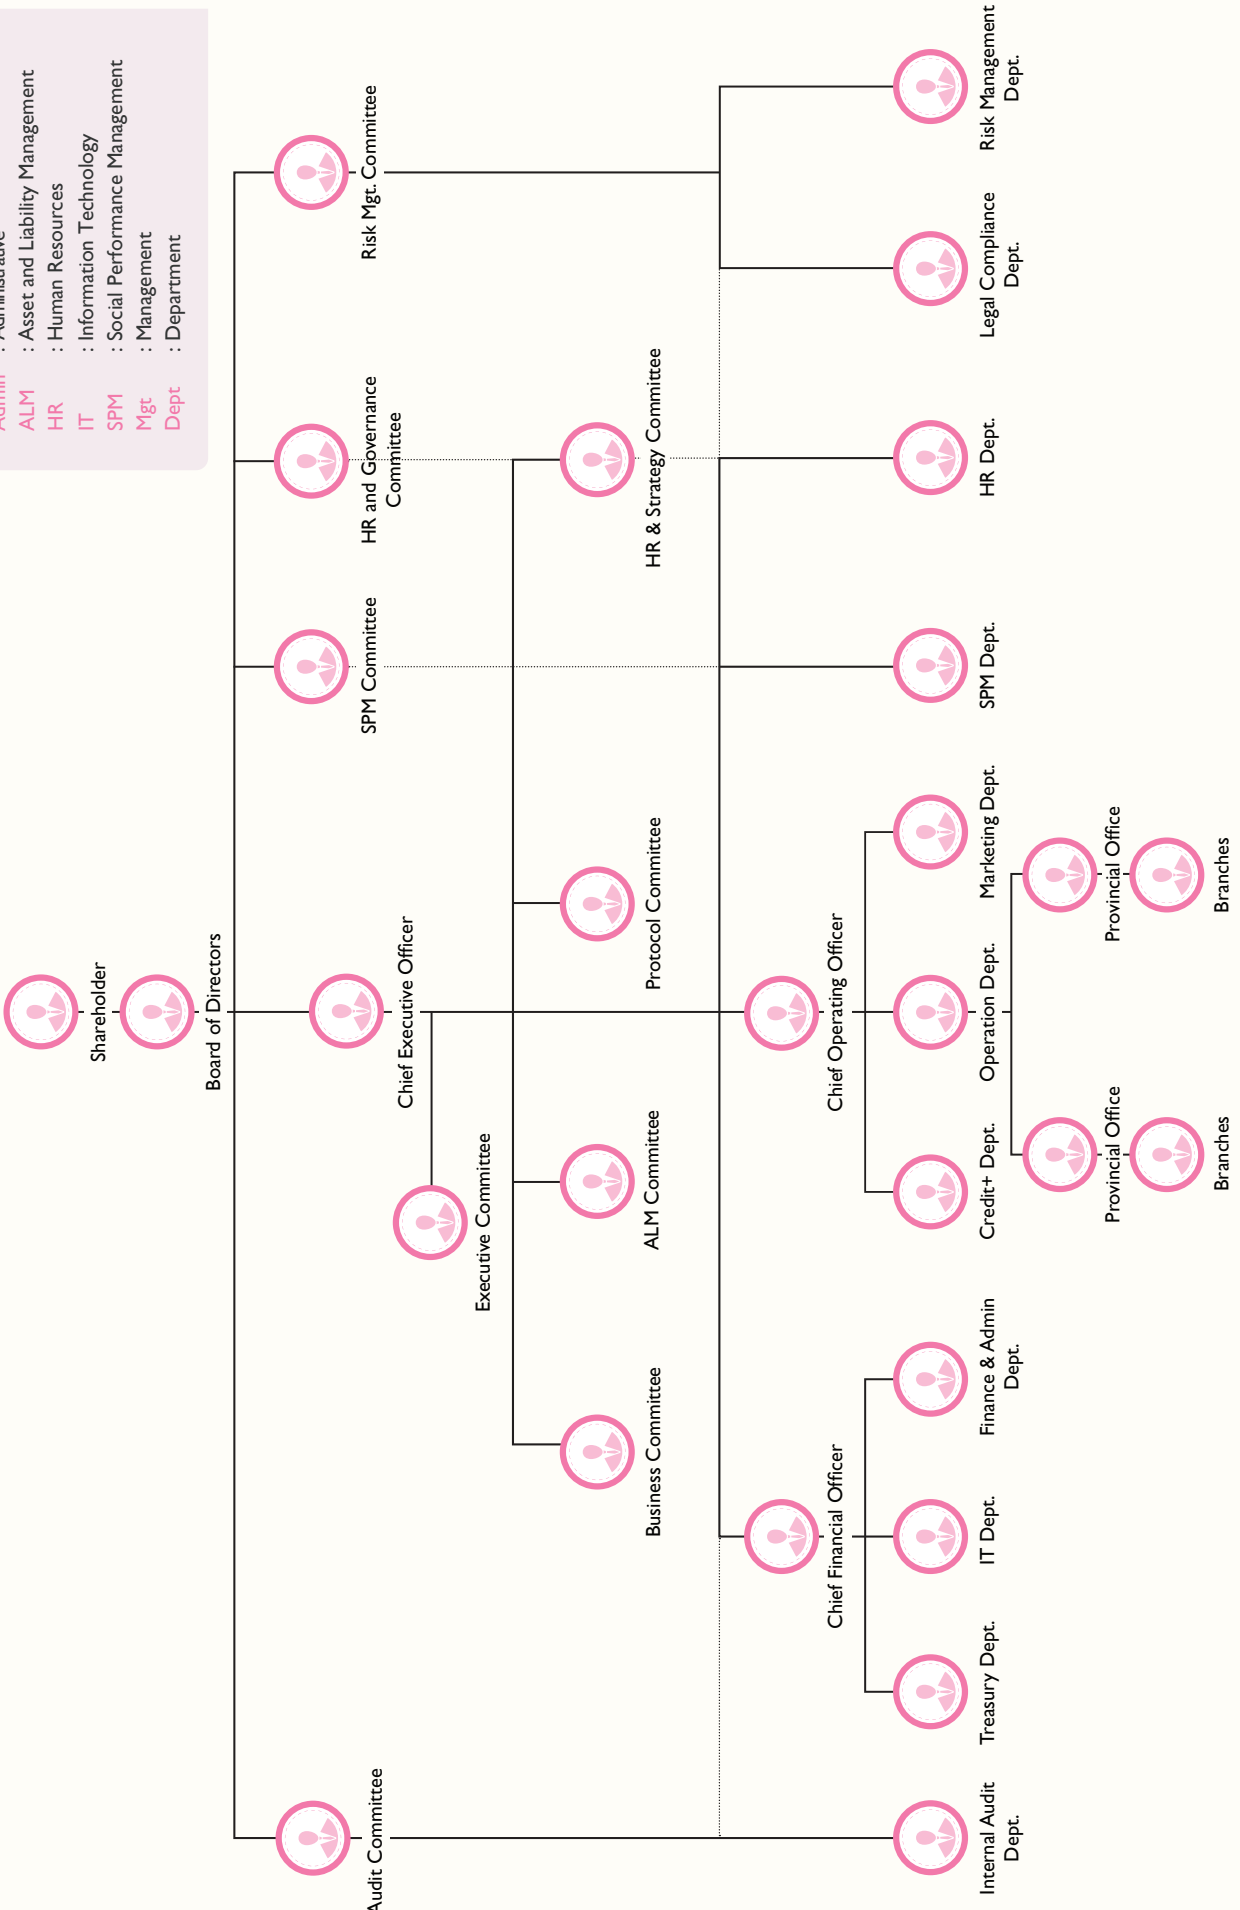 Admin : Administrative
ALM : Asset and Liability Management
HR : Human Resources
IT : Information Technology
SPM : Social Performance Management
Mgt : Management
Dept : Department
Shareholder
Board of Directors
Audit Committee
SPM Committee
HR and Governance
Committee
Risk Mgt. Committee
Chief Executive Officer
Executive Committee
Business Committee
ALM Committee
Protocol Committee
HR & Strategy Committee
Chief Financial Officer
Chief Operating Officer
Internal Audit
Dept.
Treasury Dept.
IT Dept.
Finance & Admin
Dept.
Credit+ Dept.
Operation Dept.
Marketing Dept.
SPM Dept.
HR Dept.
Legal Compliance
Dept.
Risk Management
Dept.
Provincial Office
Provincial Office
Branches
Branches